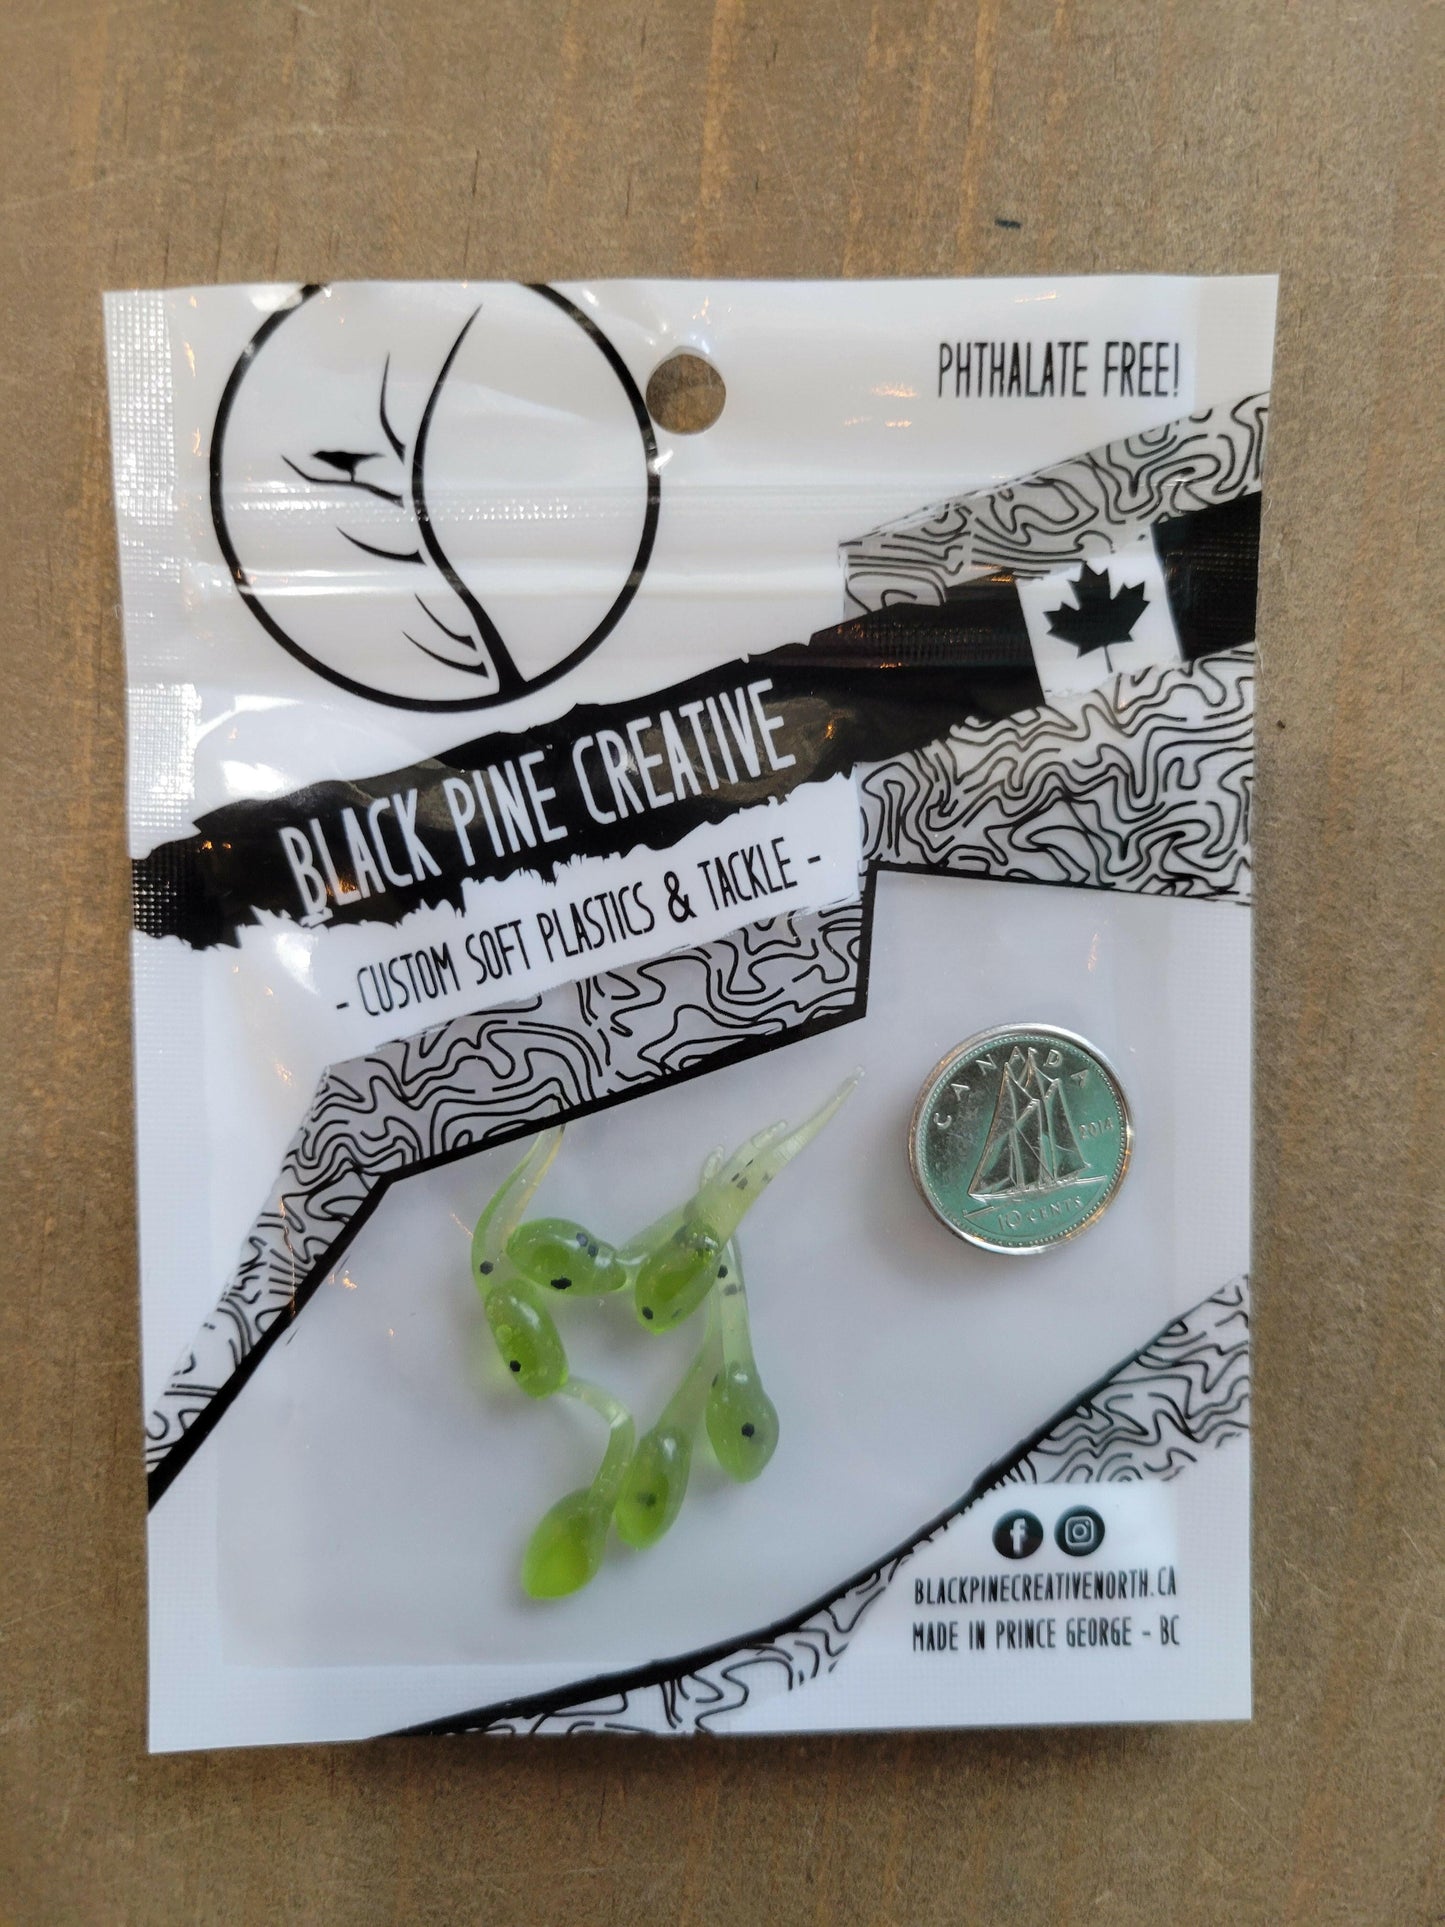 PHTHALATE FREE!
BLACK PINE CREATIVE
- CUSTOM SOFT PLASTICS & TACKLE -
CANADA
2014
10 CENTS
BLACKPINECREATIVENORTH.CA
MADE IN PRINCE GEORGE - BC